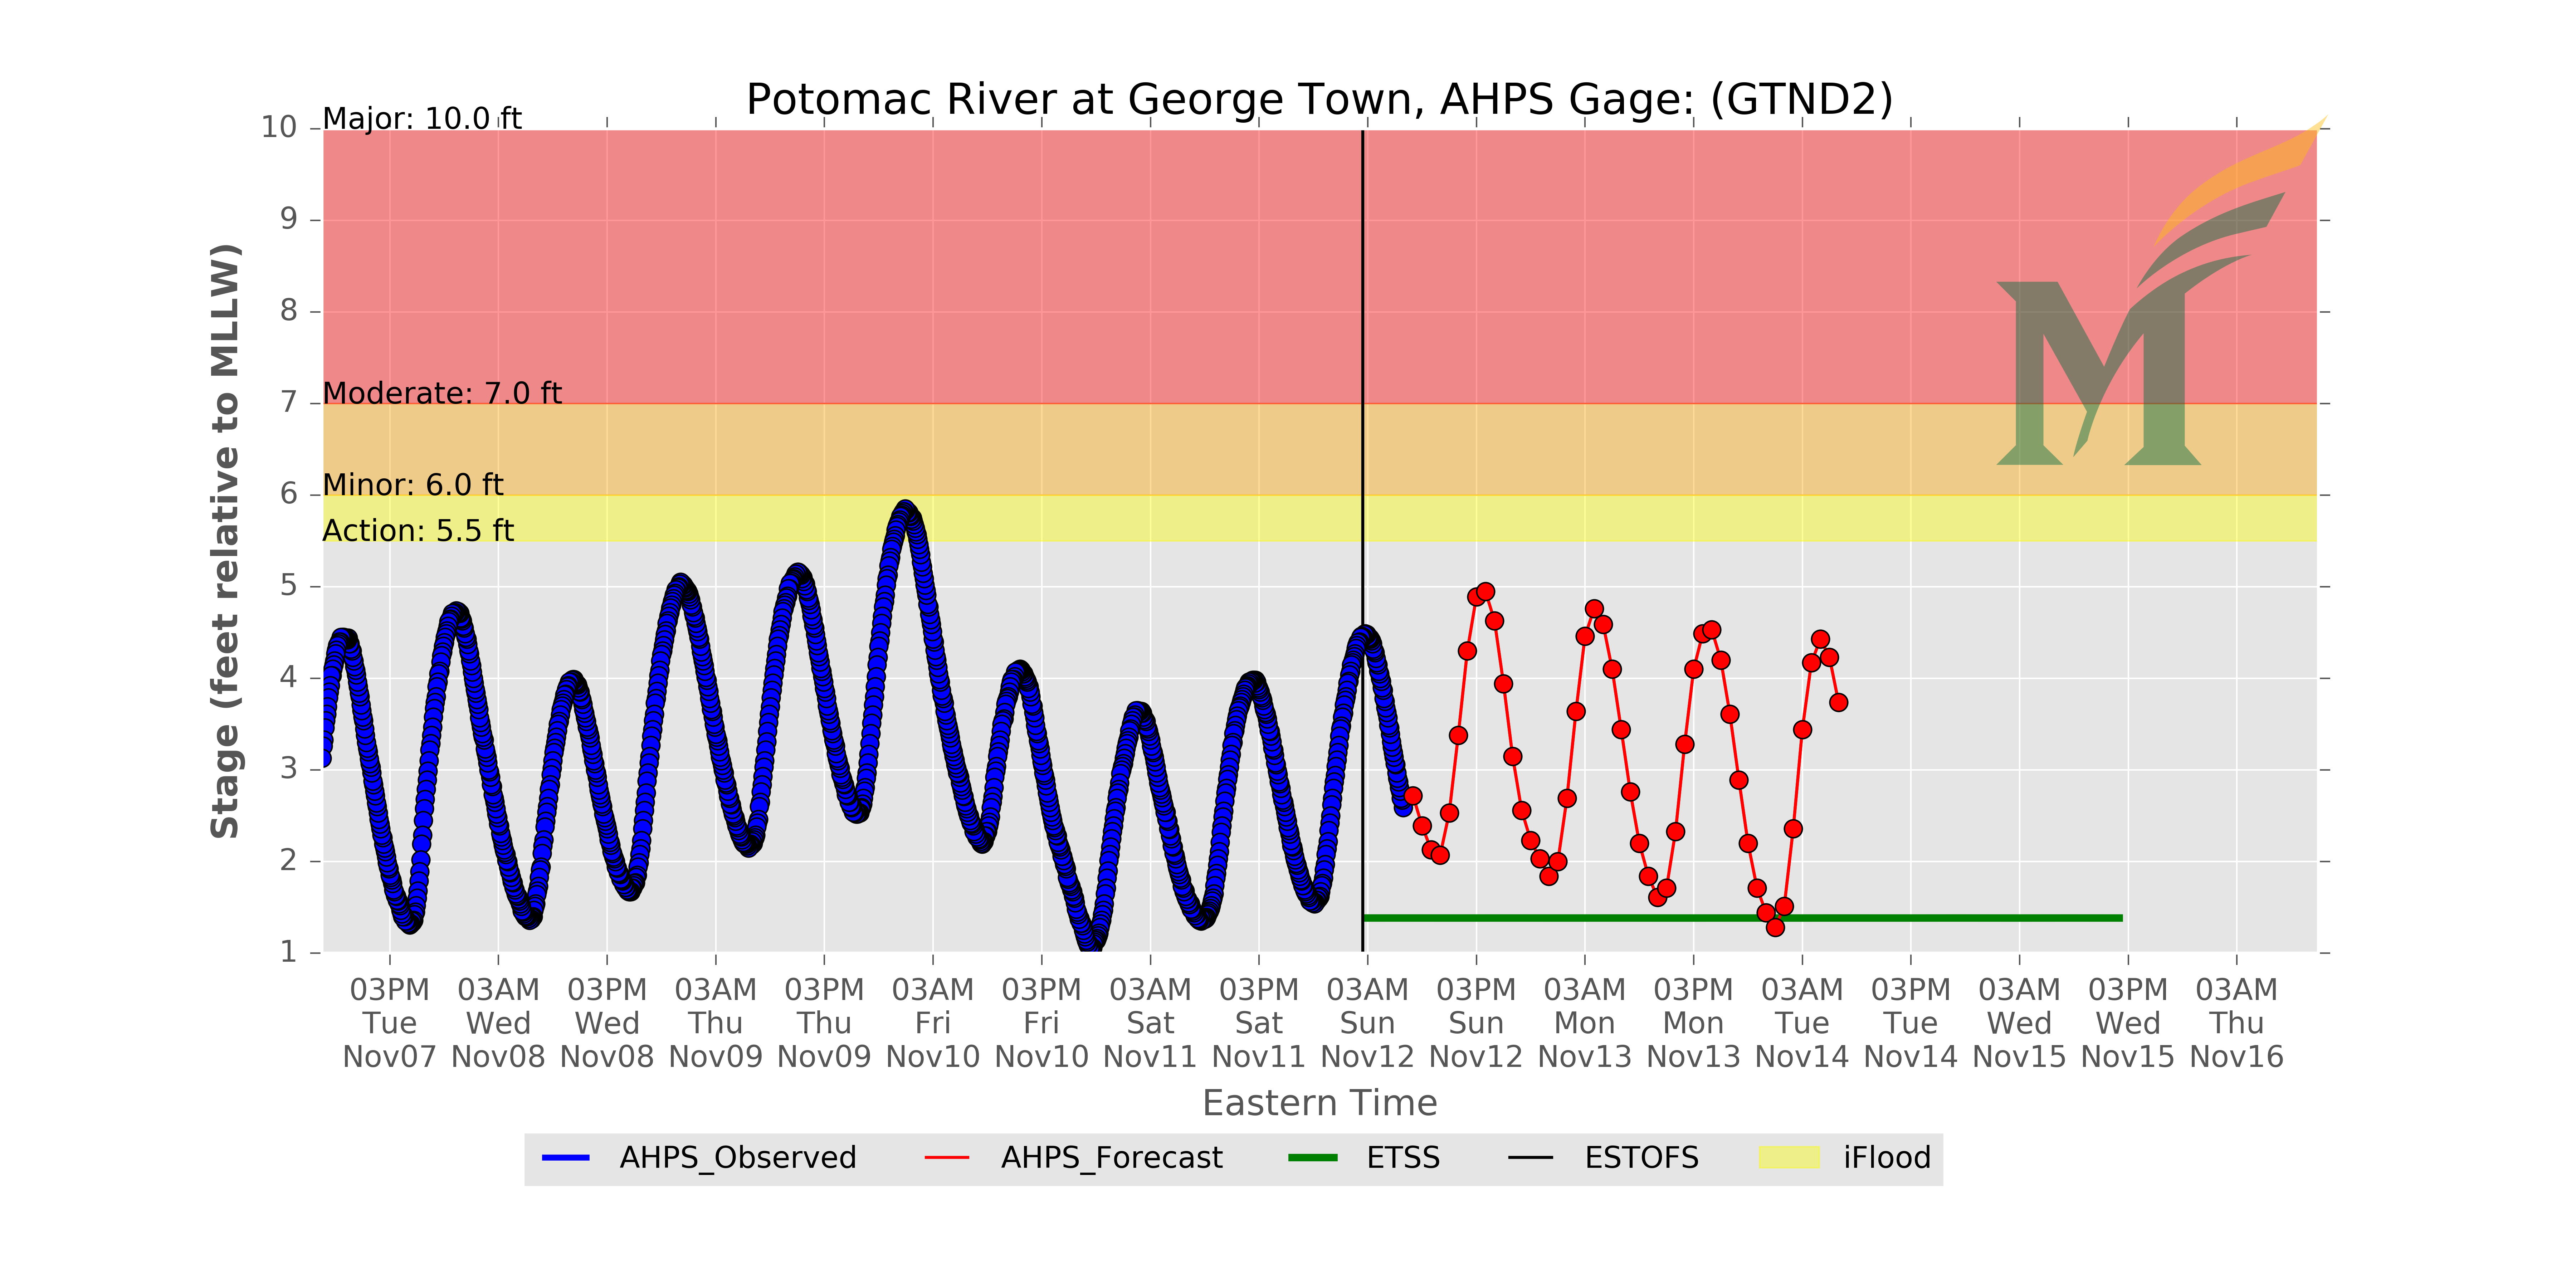 Potomac River at George Town, AHPS Gage: (GTND2)
Stage (feet relative to MLLW)
10
9
8
7
6
5
4
3
2
1
Major: 10.0 ft
Moderate: 7.0 ft
Minor: 6.0 ft
Action: 5.5 ft
M
03PM 03AM 03PM 03AM 03PM 03AM 03PM 03AM 03PM 03AM 03PM 03AM 03PM 03AM 03PM 03AM 03PM 03AM
Tue Wed Wed Thu Thu Fri Fri Sat Sat Sun Sun Mon Mon Tue Tue Wed Wed Thu
Nov07 Nov08 Nov08 Nov09 Nov09 Nov10 Nov10 Nov11 Nov11 Nov12 Nov12 Nov13 Nov13 Nov14 Nov14 Nov15 Nov15 Nov16
Eastern Time
AHPS_Observed AHPS_Forecast ETSS ESTOFS iFlood